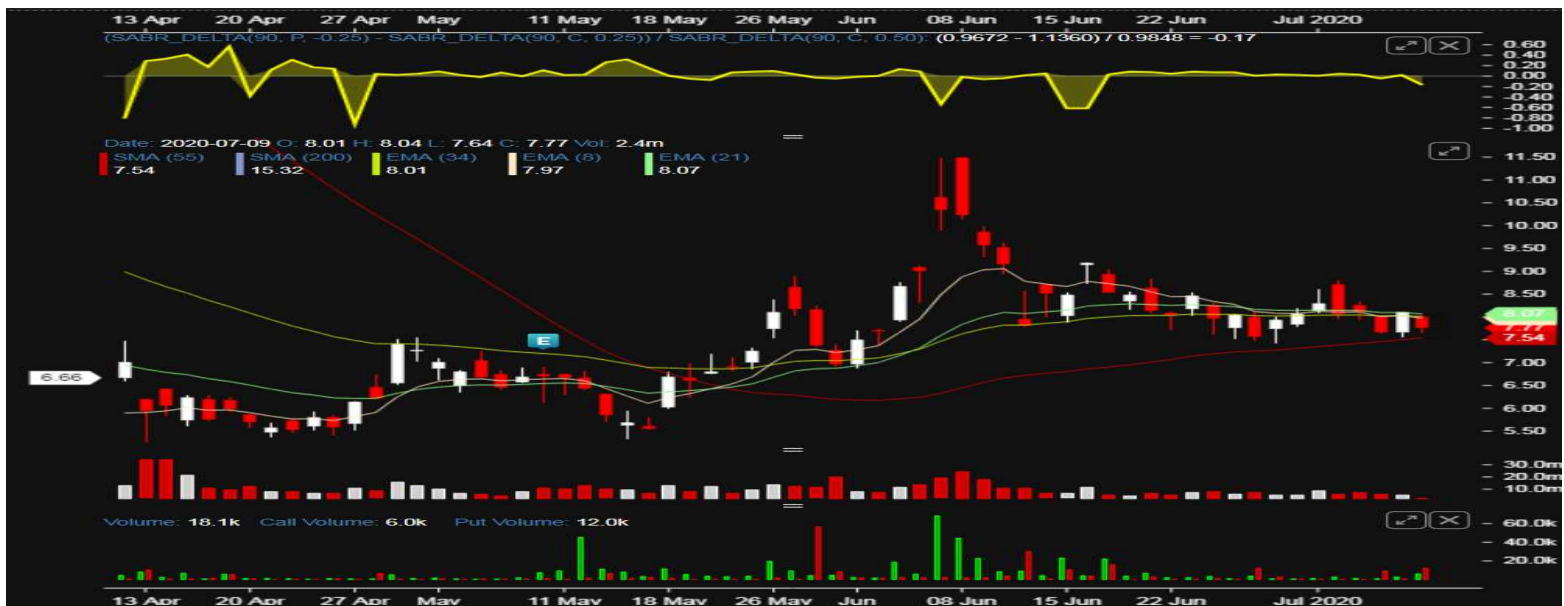 13 Apr 20 Apr 27 Apr May 11 May 18 May 26 May Jun 08 Jun 15 Jun 22 Jun Jul 2020
(SABR_DELTA(90, P, -0.25) - SABR_DELTA(90, C, 0.25)) / SABR_DELTA(90, C, 0.50): (0.9672 - 1.1360) / 0.9848 = -0.17
0.60
0.40
0.20
0.00
-0.20
-0.40
-0.60
-0.80
-1.00
Date: 2020-07-09 O: 8.01 H: 8.04 L: 7.64 C: 7.77 Vol: 2.4m
SMA (55) SMA (200) EMA (34) EMA (8) EMA (21)
7.54 15.32 8.01 7.97 8.07
11.50
11.00
10.50
10.00
9.50
9.00
8.50
8.07
7.77
7.54
7.00
6.50
6.00
5.50
E
6.66
30.0m
20.0m
10.0m
Volume: 18.1k Call Volume: 6.0k Put Volume: 12.0k
60.0k
40.0k
20.0k
13 Apr 20 Apr 27 Apr May 11 May 18 May 26 May Jun 08 Jun 15 Jun 22 Jun Jul 2020